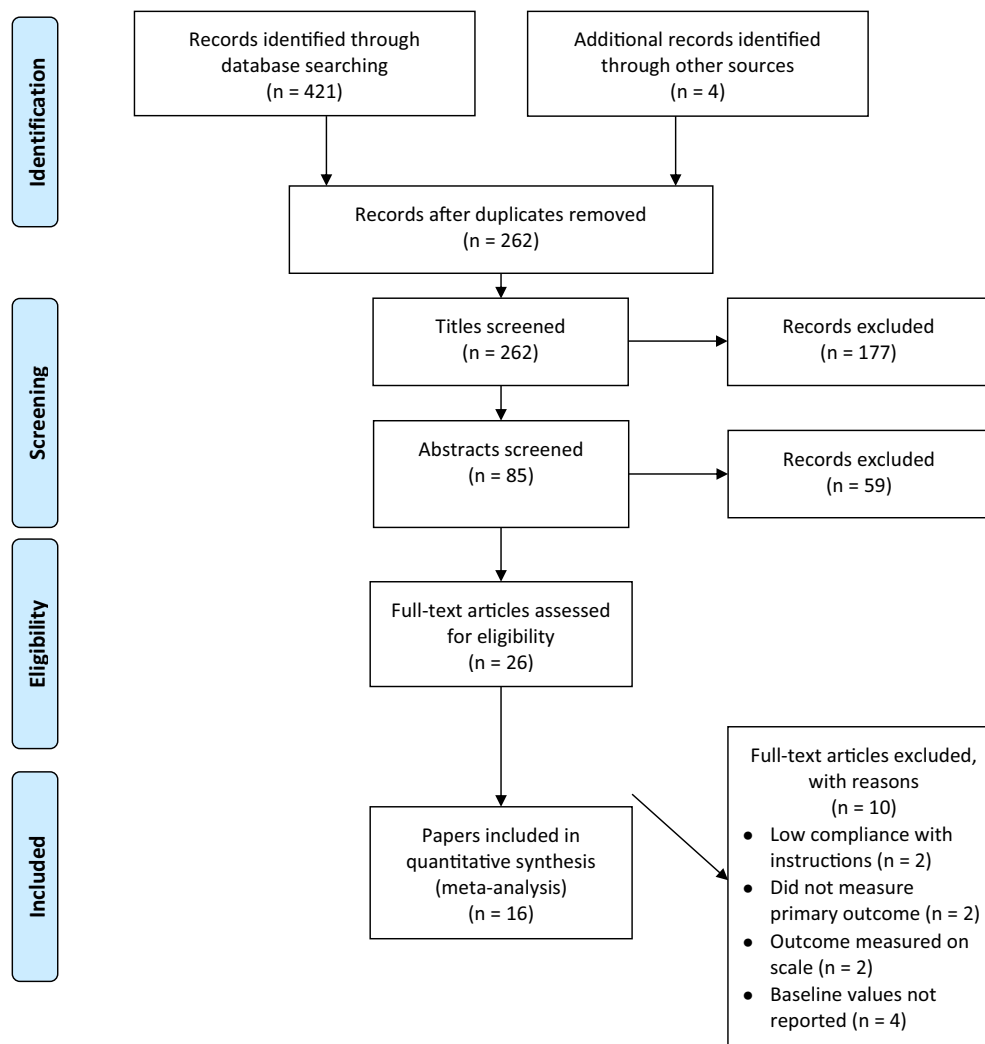 Identification
Records identified through
database searching
(n = 421)
Additional records identified
through other sources
(n = 4)
Records after duplicates removed
(n = 262)
Screening
Titles screened
(n = 262)
Records excluded
(n = 177)
Abstracts screened
(n = 85)
Records excluded
(n = 59)
Eligibility
Full-text articles assessed
for eligibility
(n = 26)
Included
Papers included in
quantitative synthesis
(meta-analysis)
(n = 16)
Full-text articles excluded,
with reasons
(n = 10)
● Low compliance with
instructions (n = 2)
● Did not measure
primary outcome (n = 2)
● Outcome measured on
scale (n = 2)
● Baseline values not
reported (n = 4)